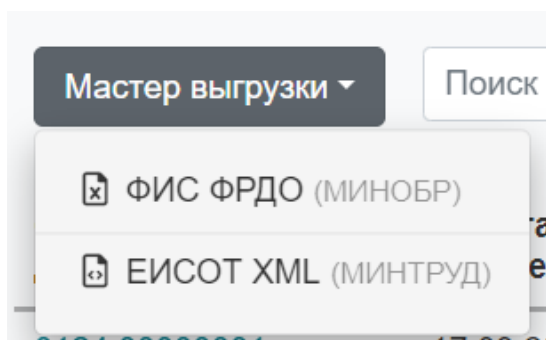 Мастер выгрузки
Поиск
ФИС ФРДО (МИНОБР)
ЕИСОТ XML (МИНТРУД)